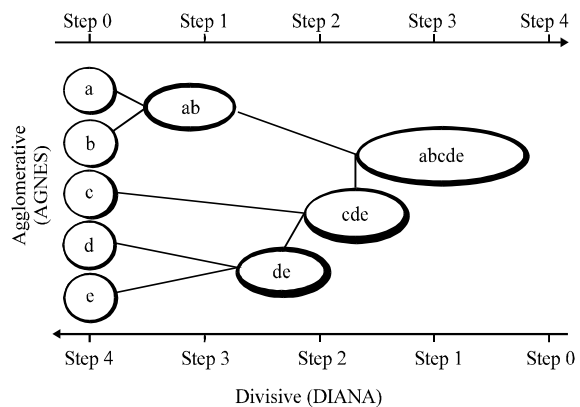 Step 0 Step 1 Step 2 Step 3 Step 4
a
ab
b
abcde
c
cde
d
de
e
Agglomerative
(AGNES)
Step 4 Step 3 Step 2 Step 1 Step 0
Divisive (DIANA)